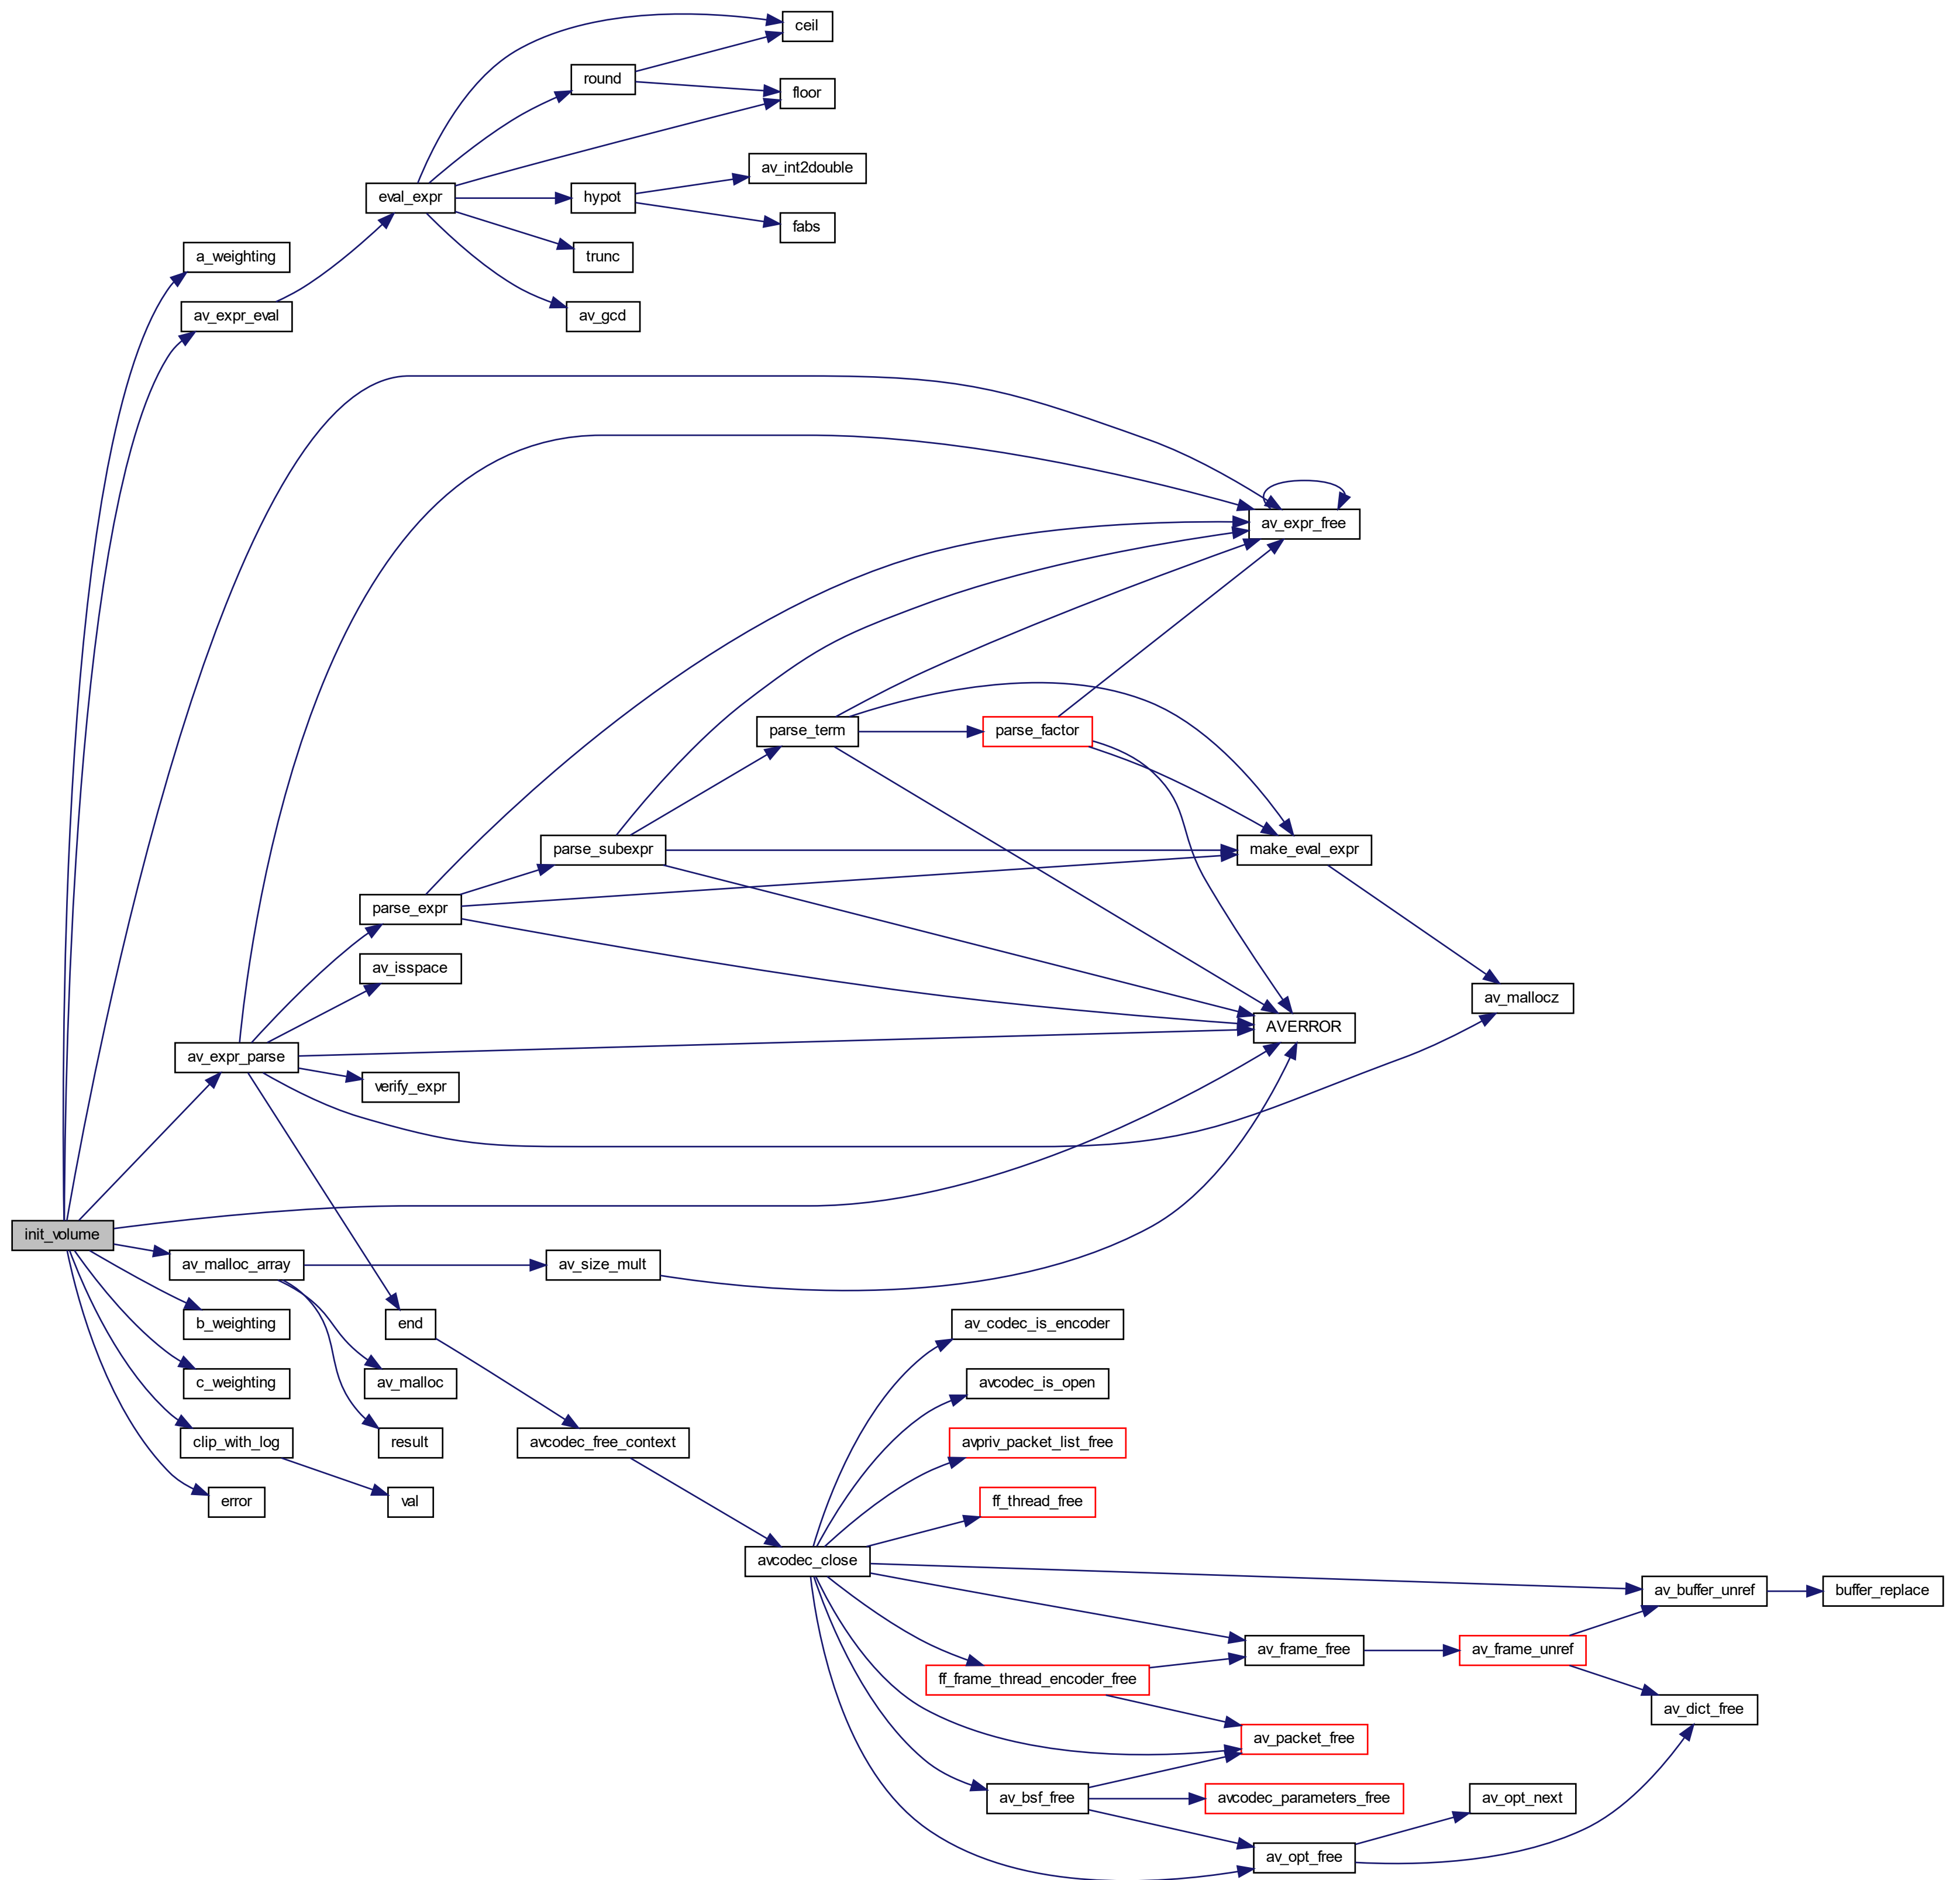 ceil
round
floor
av_int2double
eval_expr
hypot
fabs
a_weighting
trunc
av_expr_eval
av_gcd
av_expr_free
parse_term
parse_factor
parse_subexpr
make_eval_expr
parse_expr
av_isspace
av_mallocz
AVERROR
av_expr_parse
verify_expr
init_volume
av_malloc_array
av_size_mult
b_weighting
end
av_codec_is_encoder
c_weighting
av_malloc
avcodec_is_open
clip_with_log
result
avcodec_free_context
avpriv_packet_list_free
error
val
ff_thread_free
avcodec_close
av_buffer_unref
buffer_replace
av_frame_free
av_frame_unref
ff_frame_thread_encoder_free
av_dict_free
av_packet_free
av_bsf_free
avcodec_parameters_free
av_opt_next
av_opt_free